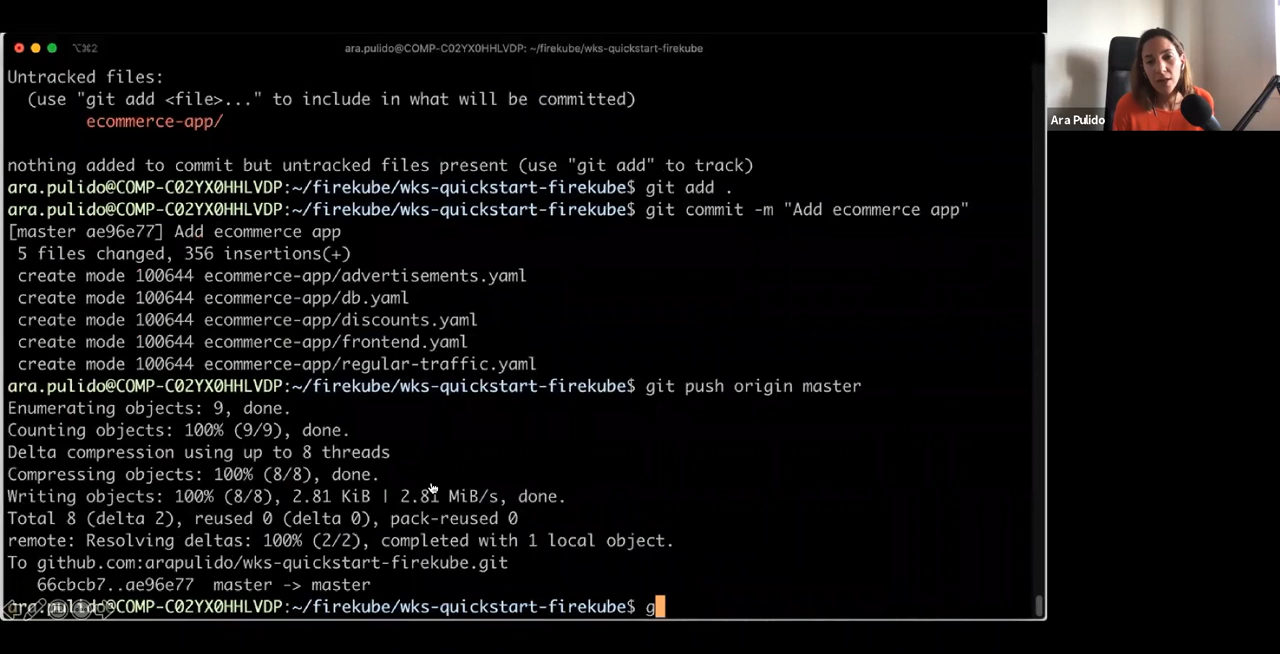 ⌥⌘2
ara.pulido@COMP-C02YX0HHLVDP: ~/firekube/wks-quickstart-firekube
Untracked files:
(use "git add <file>..." to include in what will be committed)
ecommerce-app/
nothing added to commit but untracked files present (use "git add" to track)
ara.pulido@COMP-C02YX0HHLVDP:~/firekube/wks-quickstart-firekube$ git add .
ara.pulido@COMP-C02YX0HHLVDP:~/firekube/wks-quickstart-firekube$ git commit -m "Add ecommerce app"
[master ae96e77] Add ecommerce app
5 files changed, 356 insertions(+)
create mode 100644 ecommerce-app/advertisements.yaml
create mode 100644 ecommerce-app/db.yaml
create mode 100644 ecommerce-app/discounts.yaml
create mode 100644 ecommerce-app/frontend.yaml
create mode 100644 ecommerce-app/regular-traffic.yaml
ara.pulido@COMP-C02YX0HHLVDP:~/firekube/wks-quickstart-firekube$ git push origin master
Enumerating objects: 9, done.
Counting objects: 100% (9/9), done.
Delta compression using up to 8 threads
Compressing objects: 100% (8/8), done.
Writing objects: 100% (8/8), 2.81 KiB | 2.81 MiB/s, done.
Total 8 (delta 2), reused 0 (delta 0), pack-reused 0
remote: Resolving deltas: 100% (2/2), completed with 1 local object.
To github.com:arapulido/wks-quickstart-firekube.git
66cbcb7..ae96e77 master -> master
ara.pulido@COMP-C02YX0HHLVDP:~/firekube/wks-quickstart-firekube$ g
Ara Pulido